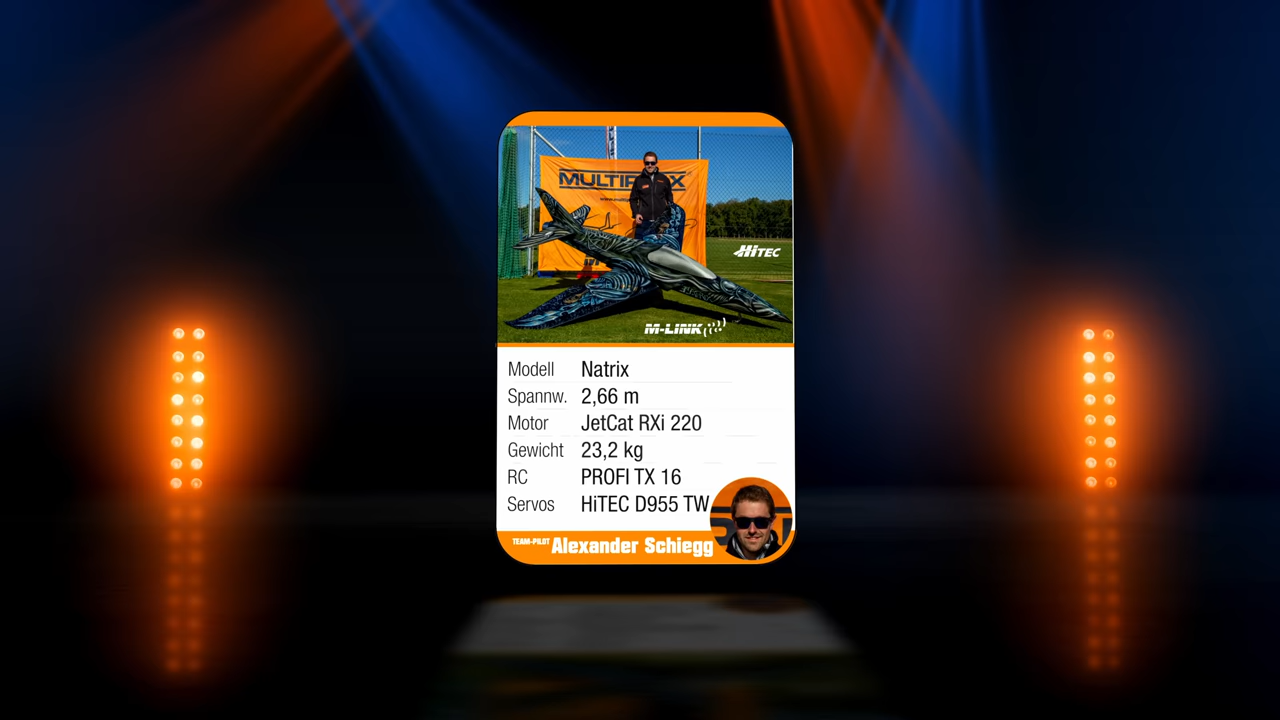 MULTIPLEX
HiTEC
M-LINK
Modell Natrix
Spannw. 2,66 m
Motor JetCat RXi 220
Gewicht 23,2 kg
RC PROFI TX 16
Servos HiTEC D955 TW
TEAM-PILOT Alexander Schiegg